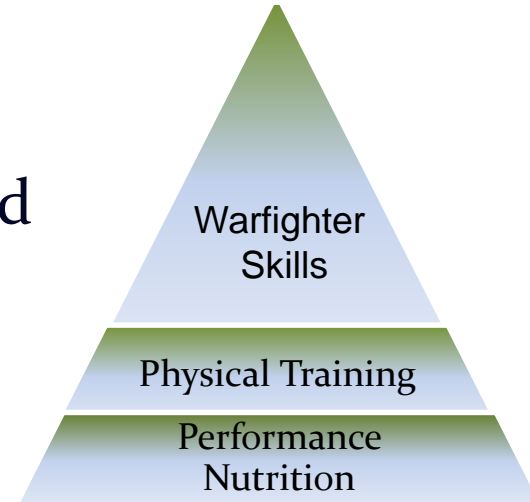 d
Warfighter
Skills
Physical Training
Performance
Nutrition